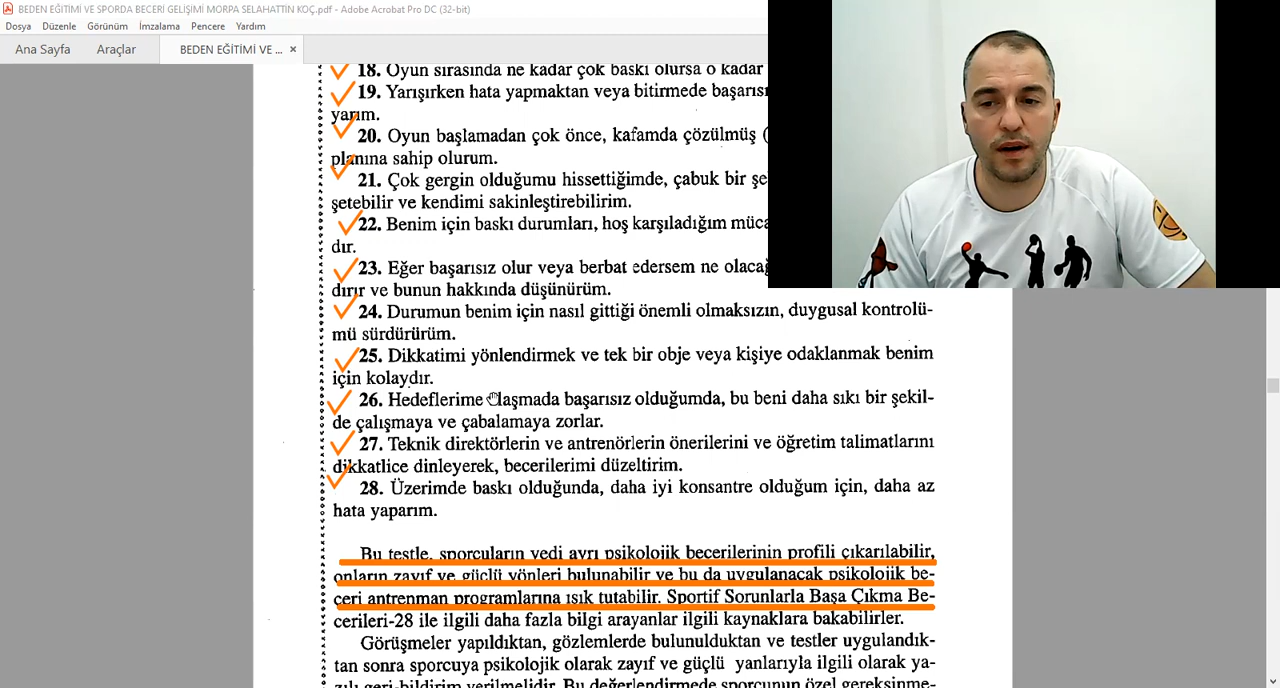 BEDEN EĞİTİMİ VE SPORDA BECERİ GELİŞİMİ MORPA SELAHATTİN KOÇ.pdf - Adobe Acrobat Pro DC (32-bit)
Dosya Düzenle Görünüm İmzalama Pencere Yardım
Ana Sayfa Araçlar BEDEN EĞİTİMİ VE ... ×
18. Oyun sırasında ne kadar çok baskı olursa o kadar
19. Yarışırken hata yapmaktan veya bitirmede başarısı
yarım.
20. Oyun başlamadan çok önce, kafamda çözülmüş (
planına sahip olurum.
21. Çok gergin olduğumu hissettiğimde, çabuk bir şe
şetebilir ve kendimi sakinleştirebilirim.
22. Benim için baskı durumları, hoş karşıladığım müca
dır.
23. Eğer başarısız olur veya berbat edersem ne olacağ
dırır ve bunun hakkında düşünürüm.
24. Durumun benim için nasıl gittiği önemli olmaksızın, duygusal kontrolü-
mü sürdürürüm.
25. Dikkatimi yönlendirmek ve tek bir obje veya kişiye odaklanmak benim
için kolaydır.
26. Hedeflerime ulaşmada başarısız olduğumda, bu beni daha sıkı bir şekil-
de çalışmaya ve çabalamaya zorlar.
27. Teknik direktörlerin ve antrenörlerin önerilerini ve öğretim talimatlarını
dikkatlice dinleyerek, becerilerimi düzeltirim.
28. Üzerimde baskı olduğunda, daha iyi konsantre olduğum için, daha az
hata yaparım.
Bu testle, sporcuların yedi ayrı psikolojik becerilerinin profili çıkarılabilir,
onların zayıf ve güçlü yönleri bulunabilir ve bu da uygulanacak psikolojik be-
ceri antrenman programlarına ışık tutabilir. Sportif Sorunlarla Başa Çıkma Be-
cerileri-28 ile ilgili daha fazla bilgi arayanlar ilgili kaynaklara bakabilirler.
Görüşmeler yapıldıktan, gözlemlerde bulunulduktan ve testler uygulandık-
tan sonra sporcuya psikolojik olarak zayıf ve güçlü yanlarıyla ilgili olarak ya-
zılı geri-bildirim verilmelidir. Bu değerlendirmede sporcunun özel gereksinme-